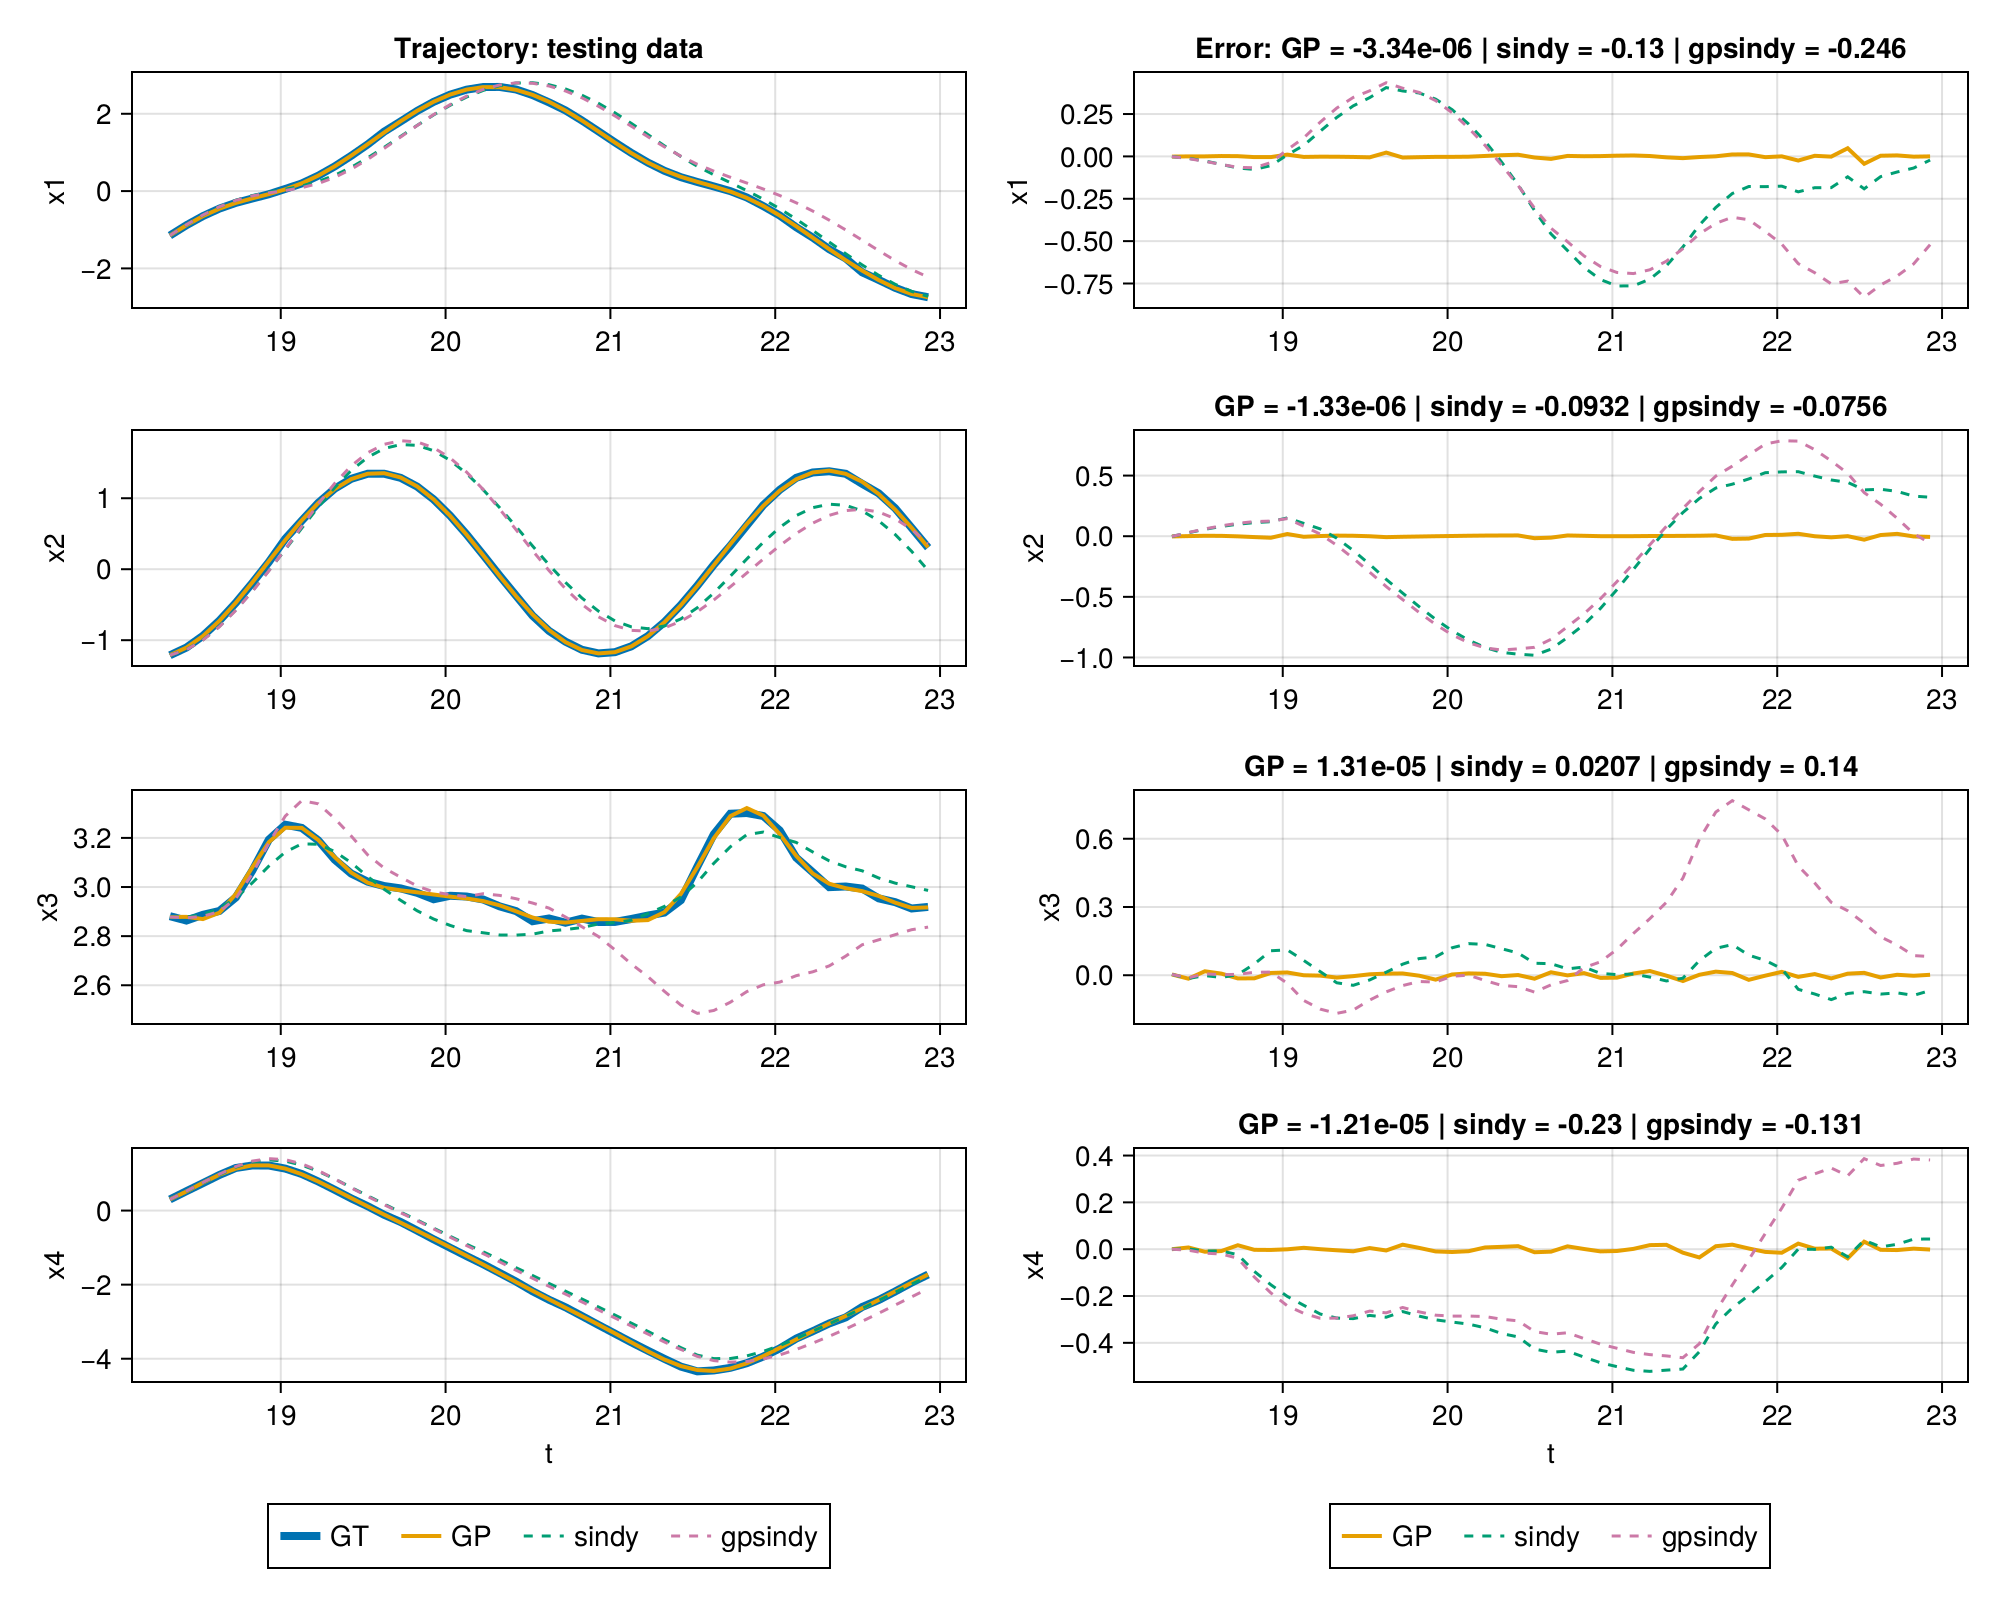 Trajectory: testing data
Error: GP = -3.34e-06 | sindy = -0.13 | gpsindy = -0.246
x1
2
0
−2
19 20 21 22 23
x1
0.25
0.00
−0.25
−0.50
−0.75
19 20 21 22 23
GP = -1.33e-06 | sindy = -0.0932 | gpsindy = -0.0756
x2
1
0
−1
19 20 21 22 23
x2
0.5
0.0
−0.5
−1.0
19 20 21 22 23
GP = 1.31e-05 | sindy = 0.0207 | gpsindy = 0.14
x3
3.2
3.0
2.8
2.6
19 20 21 22 23
x3
0.6
0.3
0.0
19 20 21 22 23
GP = -1.21e-05 | sindy = -0.23 | gpsindy = -0.131
x4
0
−2
−4
19 20 21 22 23
t
x4
0.4
0.2
0.0
−0.2
−0.4
19 20 21 22 23
t
GT GP sindy gpsindy
GP sindy gpsindy